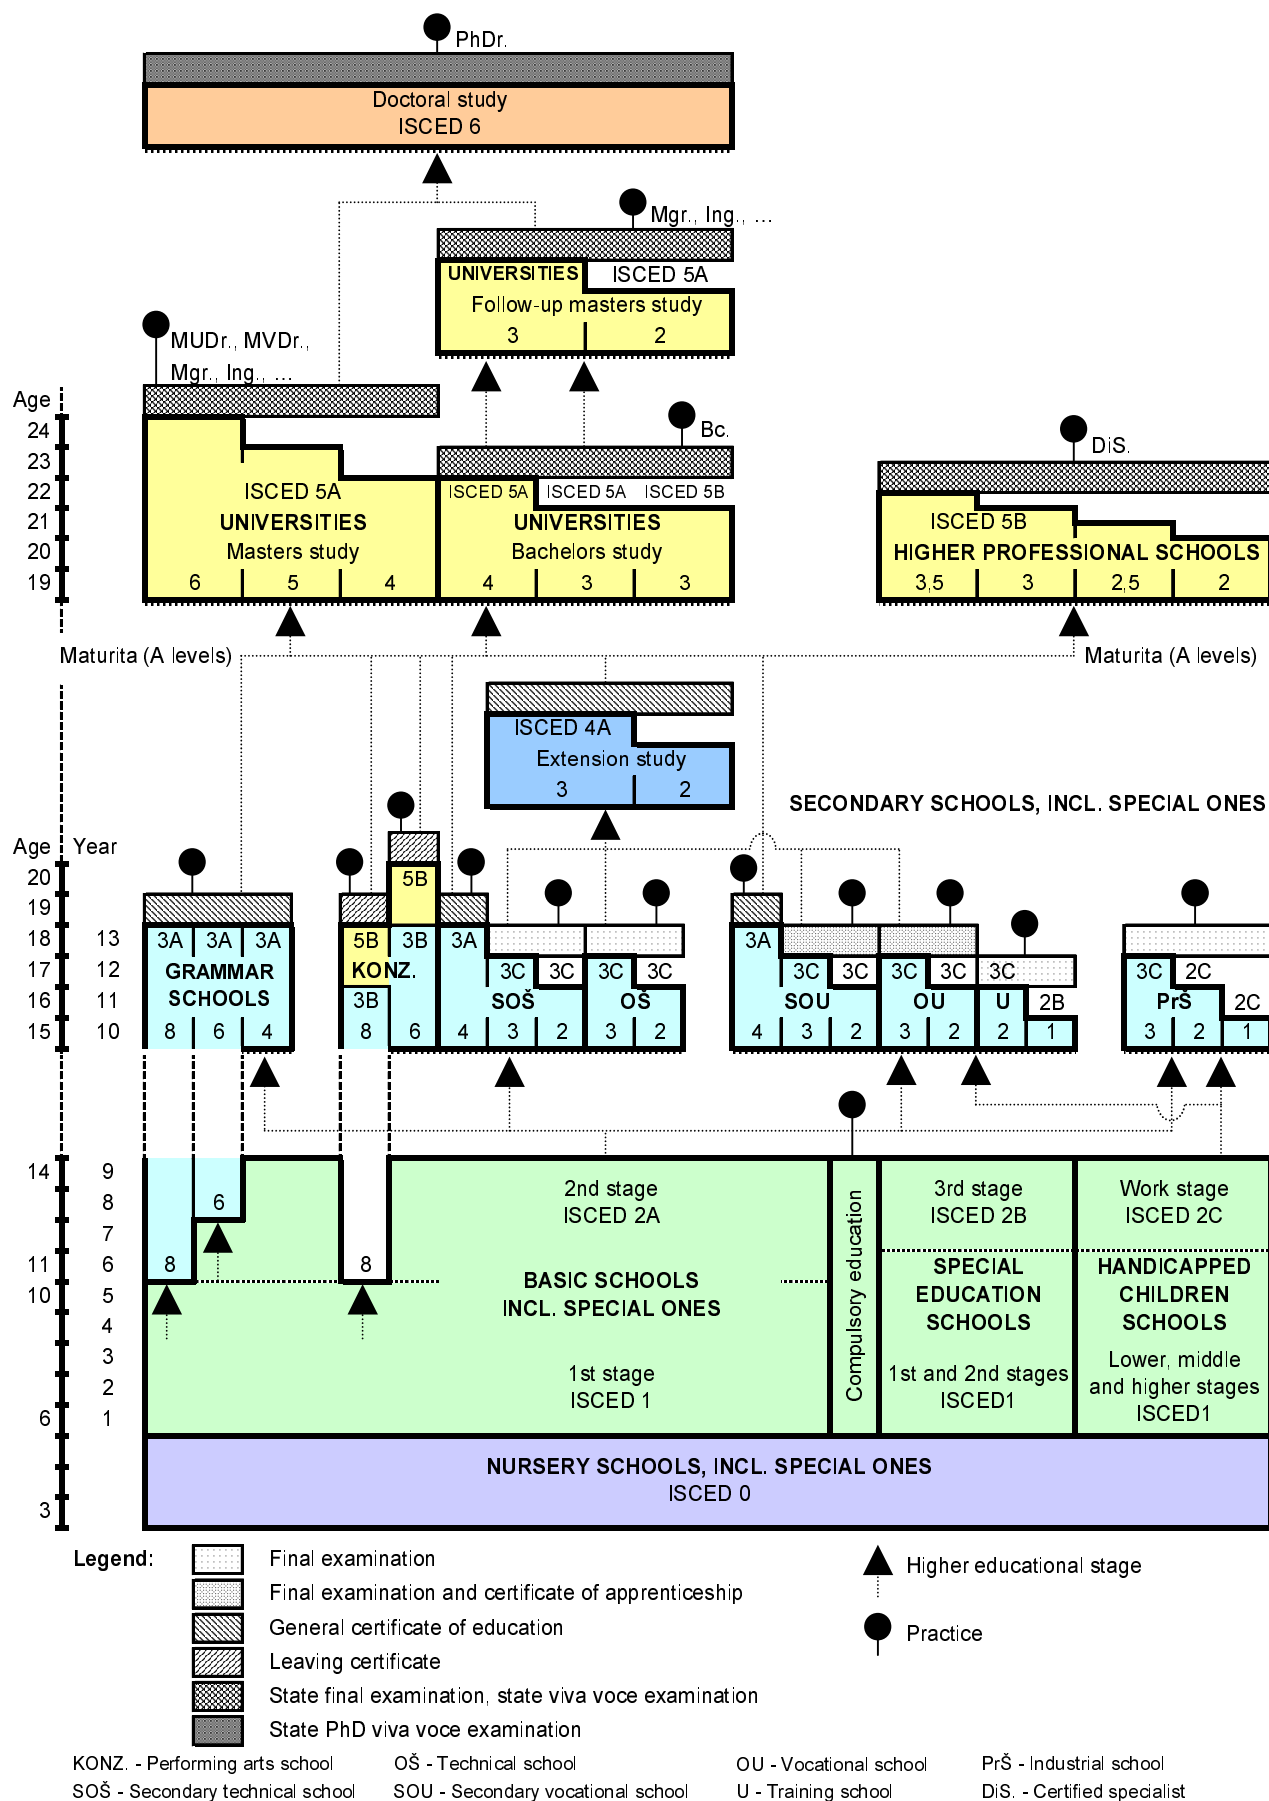 PhDr.
Doctoral study
ISCED 6
Mgr., Ing., ...
UNIVERSITIES ISCED 5A
Follow-up masters study
3 2
MUDr., MVDr.,
Mgr., Ing., ...
Age
24
23
22
21
20
19
Bc.
ISCED 5A
UNIVERSITIES
Masters study
6 5 4
ISCED 5A ISCED 5A ISCED 5B
UNIVERSITIES
Bachelors study
4 3 3
DiS.
ISCED 5B
HIGHER PROFESSIONAL SCHOOLS
3,5 3 2,5 2
Maturita (A levels)
Maturita (A levels)
ISCED 4A
Extension study
3 2
SECONDARY SCHOOLS, INCL. SPECIAL ONES
Age Year
20
19
18 13
17 12
16 11
15 10
3A 3A 3A
GRAMMAR
SCHOOLS
8 6 4
5B
5B 3B
KONZ.
3B
8 6
3A
3C 3C
SOŠ
4 3 2
3C 3C
OŠ
3 2
3A
3C 3C
SOU
4 3 2
3C 3C
OU
3 2
3C
U 2B
2 1
3C 2C
PrŠ 2C
3 2 1
14 9
8
7
11 6
10 5
4
3
2
6 1
3
6
8
8
2nd stage
ISCED 2A
BASIC SCHOOLS
INCL. SPECIAL ONES
1st stage
ISCED 1
Compulsory education
3rd stage
ISCED 2B
SPECIAL
EDUCATION
SCHOOLS
1st and 2nd stages
ISCED1
Work stage
ISCED 2C
HANDICAPPED
CHILDREN
SCHOOLS
Lower, middle
and higher stages
ISCED1
NURSERY SCHOOLS, INCL. SPECIAL ONES
ISCED 0
Legend:
Final examination
Final examination and certificate of apprenticeship
General certificate of education
Leaving certificate
State final examination, state viva voce examination
State PhD viva voce examination
Higher educational stage
Practice
KONZ. - Performing arts school OŠ - Technical school OU - Vocational school PrŠ - Industrial school
SOŠ - Secondary technical school SOU - Secondary vocational school U - Training school DiS. - Certified specialist